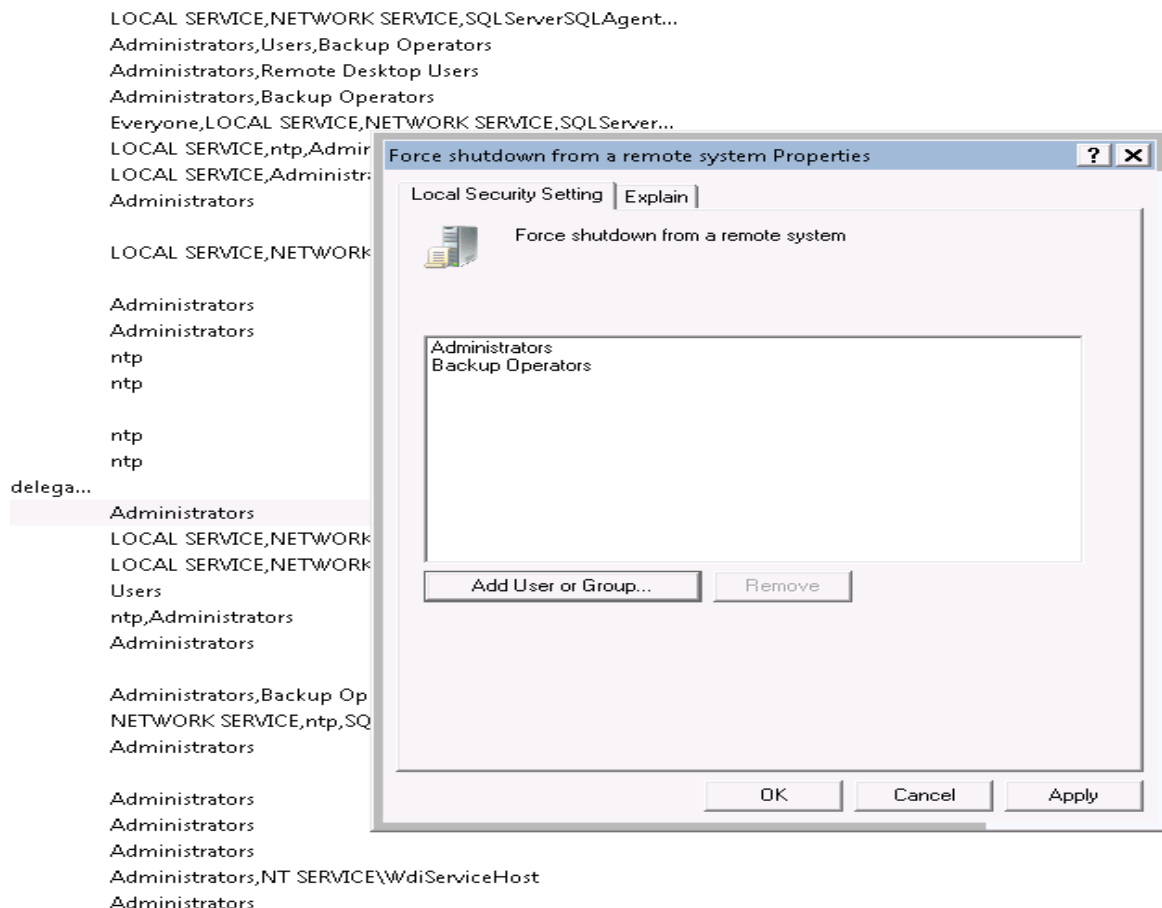 LOCAL SERVICE,NETWORK SERVICE,SQLServerSQLAgent...
Administrators,Users,Backup Operators
Administrators,Remote Desktop Users
Administrators,Backup Operators
Everyone,LOCAL SERVICE,NETWORK SERVICE,SQLServer...
LOCAL SERVICE,ntp,Admir
LOCAL SERVICE,Administra
Administrators
LOCAL SERVICE,NETWORK
Administrators
Administrators
ntp
ntp
ntp
ntp
delega...
Administrators
LOCAL SERVICE,NETWORK
LOCAL SERVICE,NETWORK
Users
ntp,Administrators
Administrators
Administrators,Backup Op
NETWORK SERVICE,ntp,SQ
Administrators
Administrators
Administrators
Administrators
Administrators,NT SERVICE\WdiServiceHost
Administrators
Force shutdown from a remote system Properties
? X
Local Security Setting
Explain
Force shutdown from a remote system
Administrators
Backup Operators
Add User or Group...
Remove
OK
Cancel
Apply